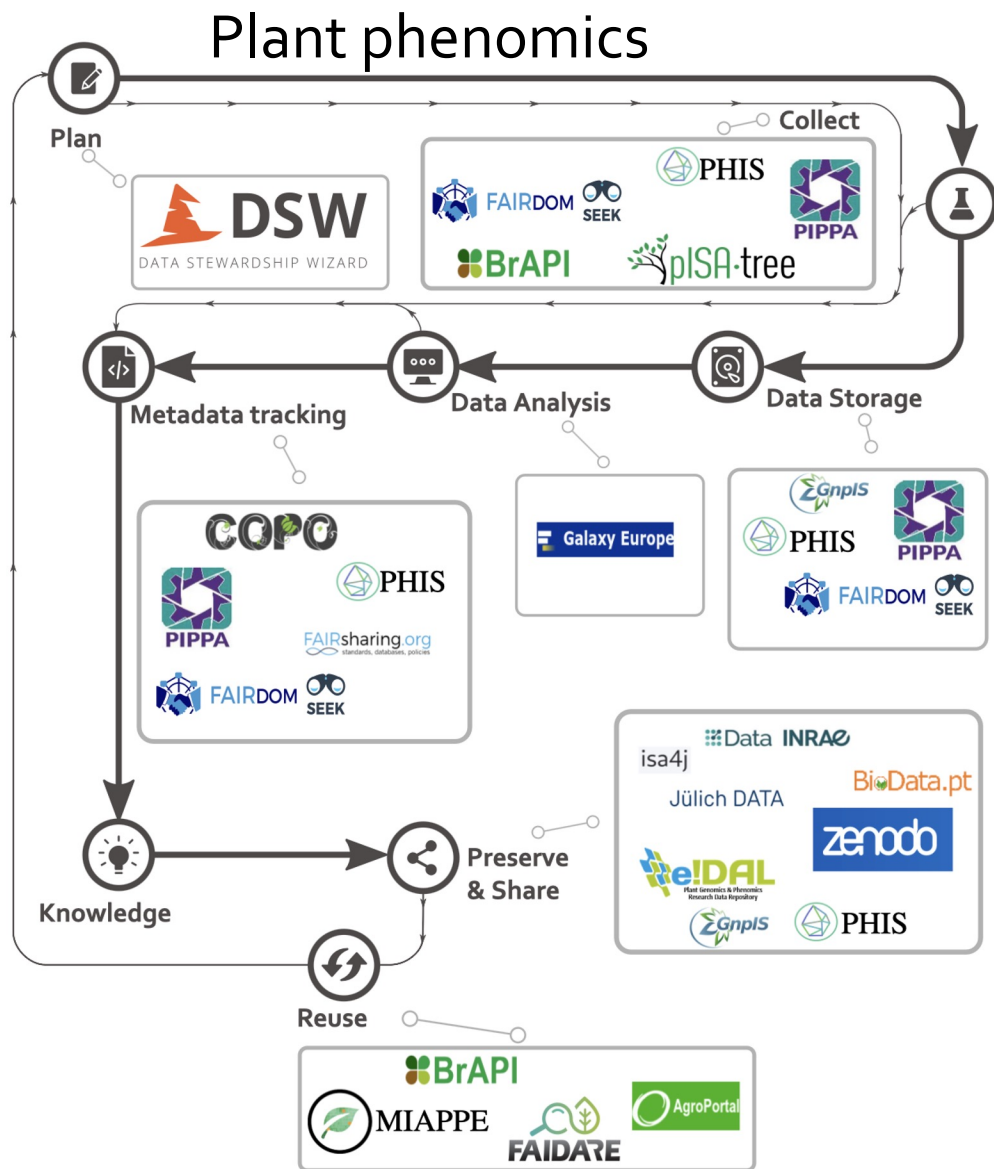 Plant phenomics
Plan
Collect
DSW
DATA STEWARDSHIP WIZARD
PHIS
FAIRDOM
SEEK
PIPPA
BrAPI
pISA·tree
Metadata tracking
Data Analysis
Data Storage
COPO
PIPPA
PHIS
FAIRsharing.org
standards, databases, policies
FAIRDOM
SEEK
Galaxy Europe
GnpIS
PHIS
PIPPA
FAIRDOM
SEEK
Knowledge
Preserve
& Share
Data INRAE
isa4j
BioData.pt
Jülich DATA
zenodo
e!DAL
Plant Genomics & Phenomics
Research Data Repository
GnpIS
PHIS
Reuse
BrAPI
MIAPPE
FAIDARE
AgroPortal